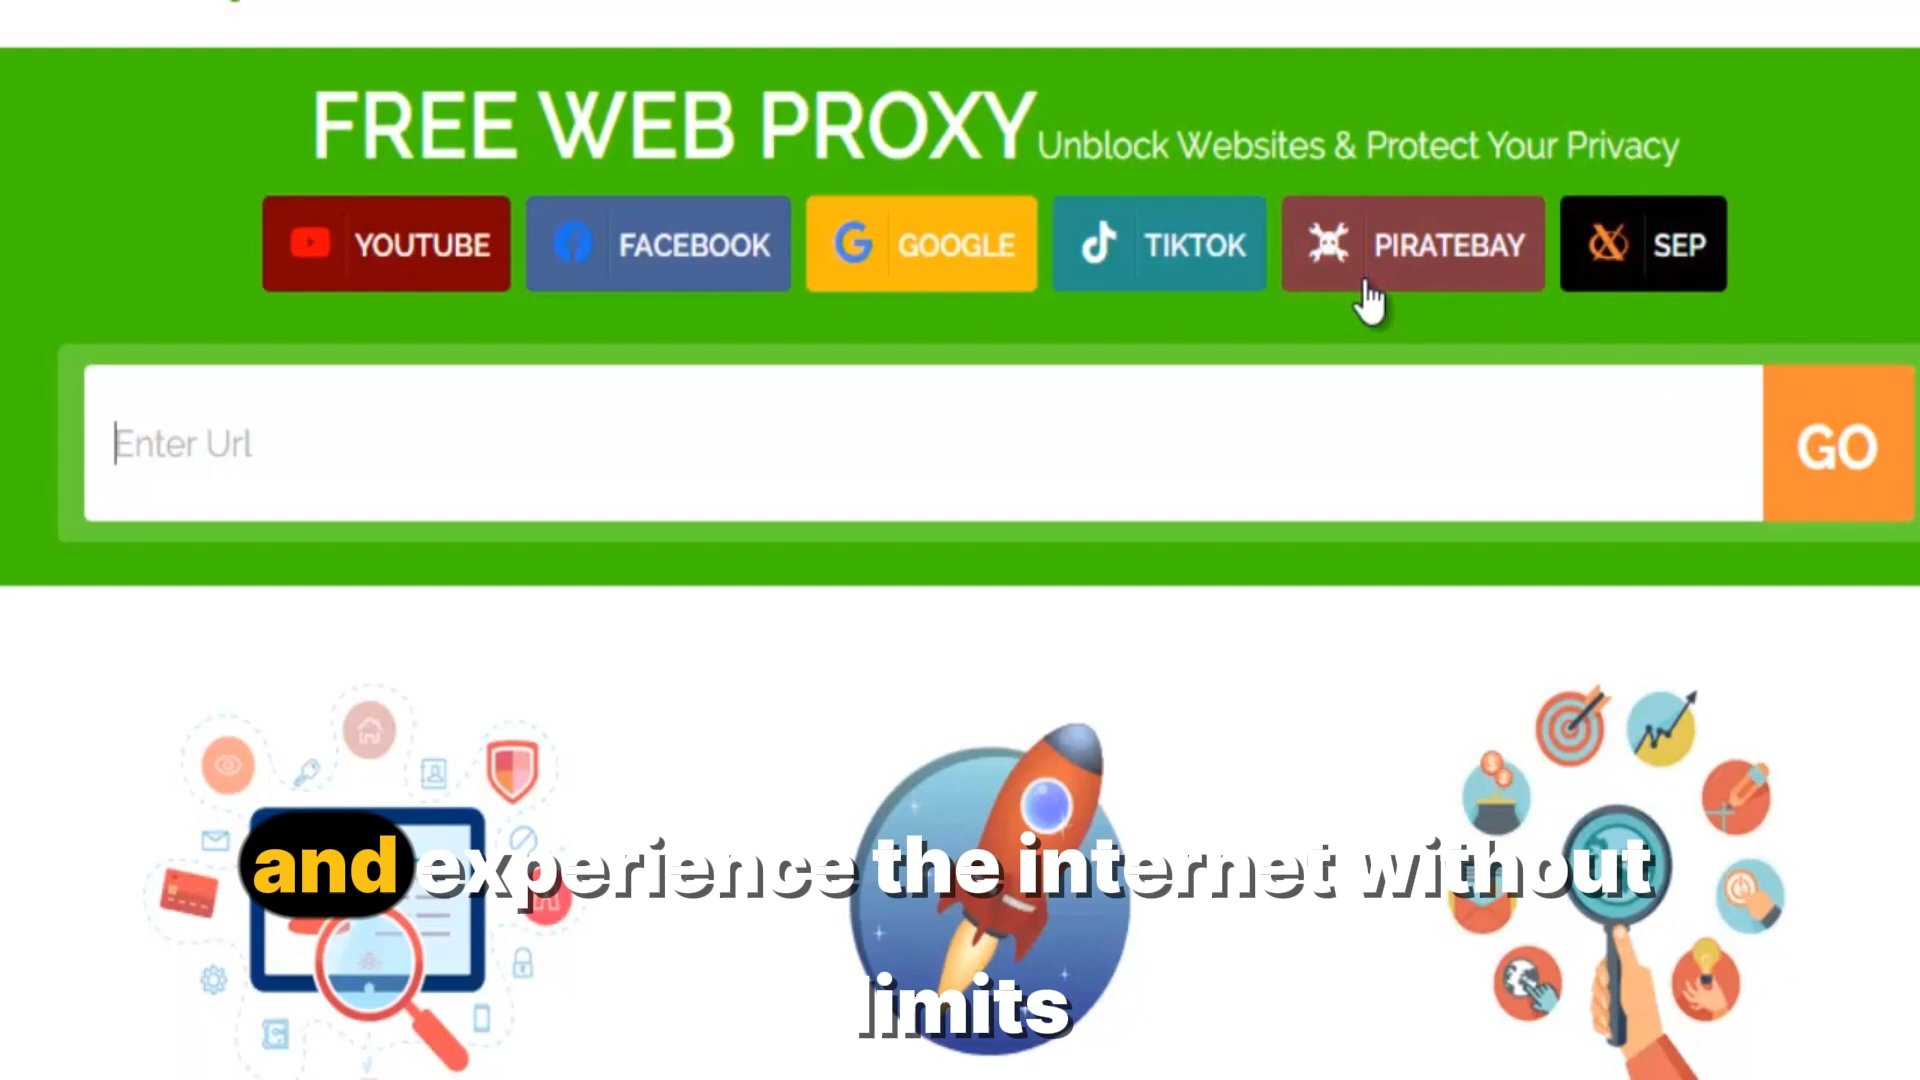 FREE WEB PROXY Unblock Websites & Protect Your Privacy
YOUTUBE FACEBOOK GOOGLE TIKTOK PIRATEBAY SEP
Enter Url GO
and experience the internet without
limits